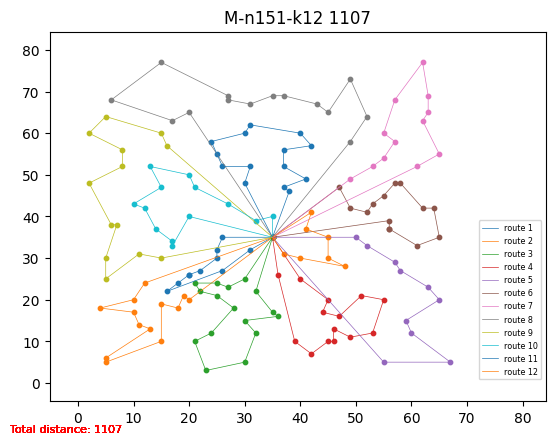 M-n151-k12 1107
80
70
60
50
40
30
20
10
0
route 1
route 2
route 3
route 4
route 5
route 6
route 7
route 8
route 9
route 10
route 11
route 12
0 10 20 30 40 50 60 70 80
Total distance: 1107